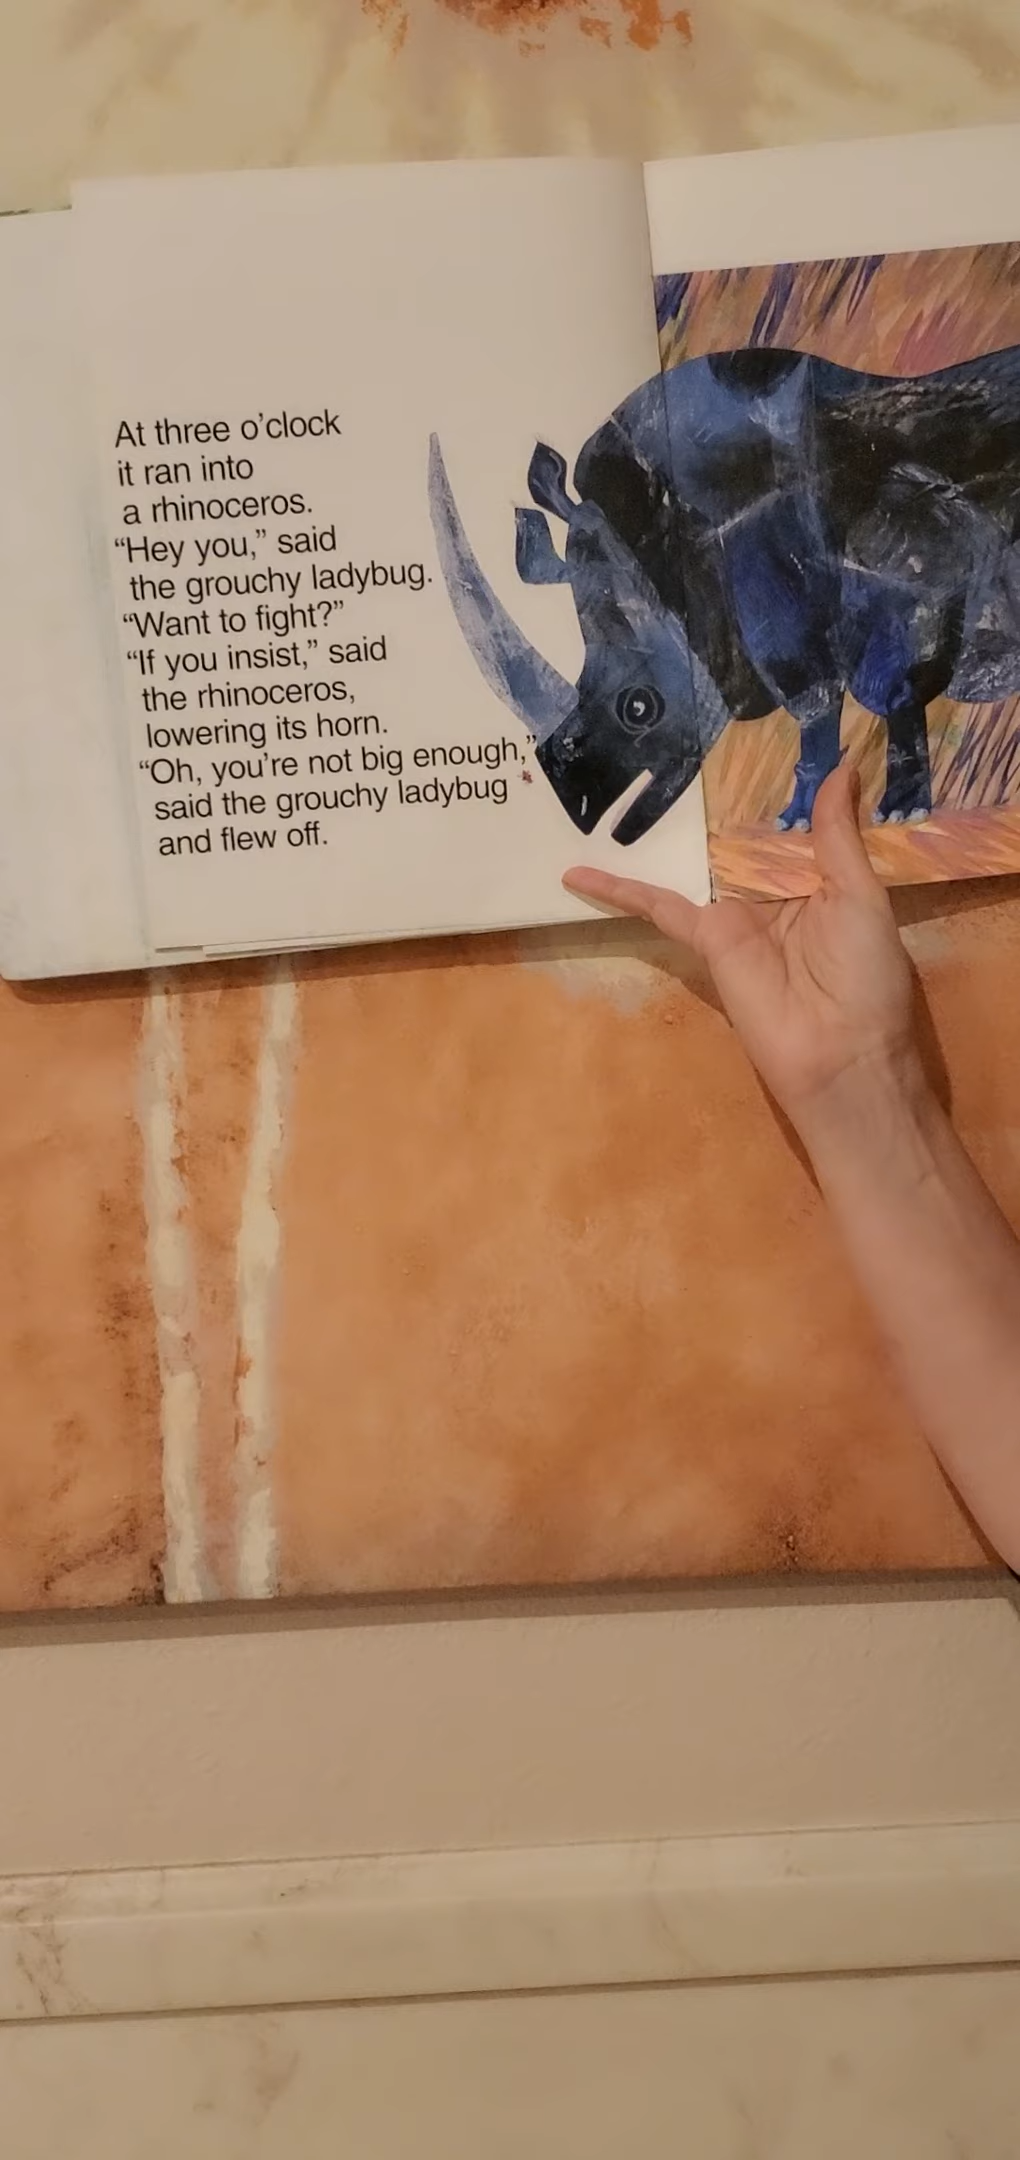 At three o’clock
it ran into
a rhinoceros.
“Hey you,” said
the grouchy ladybug.
“Want to fight?”
“If you insist,” said
the rhinoceros,
lowering its horn.
“Oh, you’re not big enough,”
said the grouchy ladybug
and flew off.